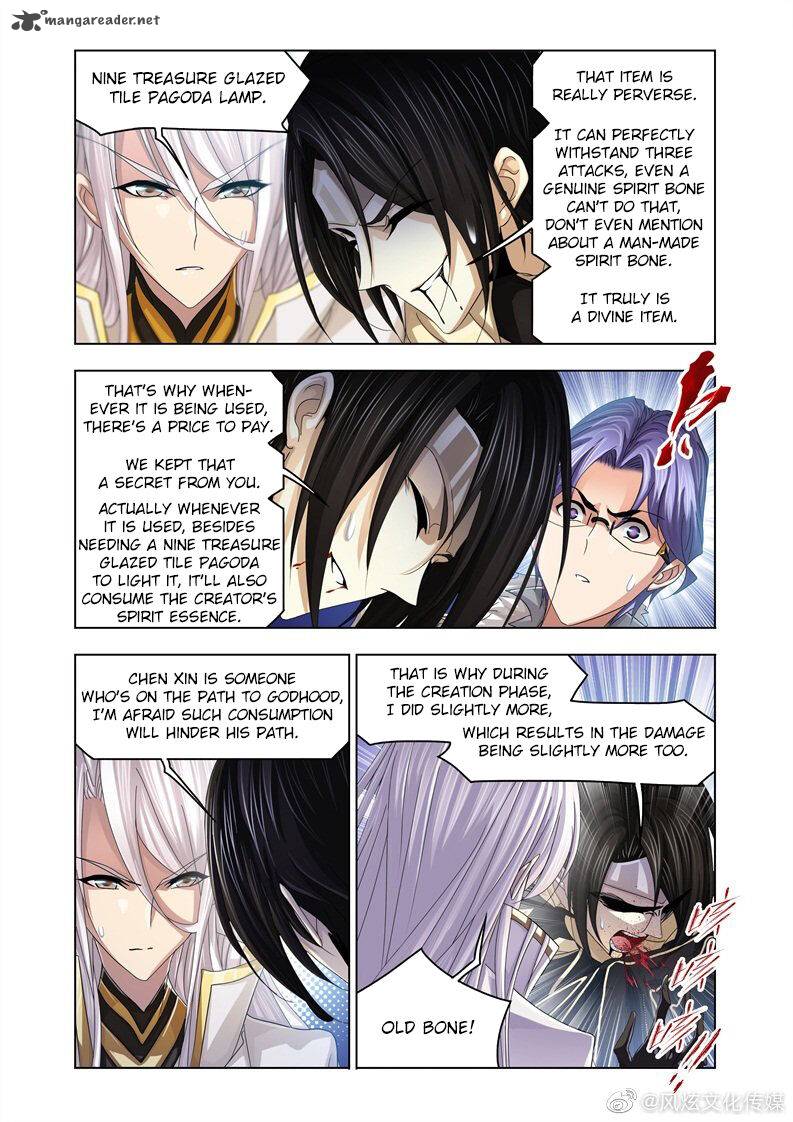 mangareader.net
NINE TREASURE GLAZED
TILE PAGODA LAMP.
THAT ITEM IS
REALLY PERVERSE.
IT CAN PERFECTLY
WITHSTAND THREE
ATTACKS, EVEN A
GENUINE SPIRIT BONE
CAN'T DO THAT,
DON'T EVEN MENTION
ABOUT A MAN-MADE
SPIRIT BONE.
IT TRULY IS
A DIVINE ITEM.
THAT'S WHY WHEN-
EVER IT IS BEING USED,
THERE'S A PRICE TO PAY.
WE KEPT THAT
A SECRET FROM YOU.
ACTUALLY WHENEVER
IT IS USED, BESIDES
NEEDING A NINE TREASURE
GLAZED TILE PAGODA
TO LIGHT IT, IT'LL ALSO
CONSUME THE CREATOR'S
SPIRIT ESSENCE.
!
CHEN XIN IS SOMEONE
WHO'S ON THE PATH TO GODHOOD,
I'M AFRAID SUCH CONSUMPTION
WILL HINDER HIS PATH.
THAT IS WHY DURING
THE CREATION PHASE,
I DID SLIGHTLY MORE,
WHICH RESULTS IN THE DAMAGE
BEING SLIGHTLY MORE TOO.
OLD BONE!
@风炫文化传媒